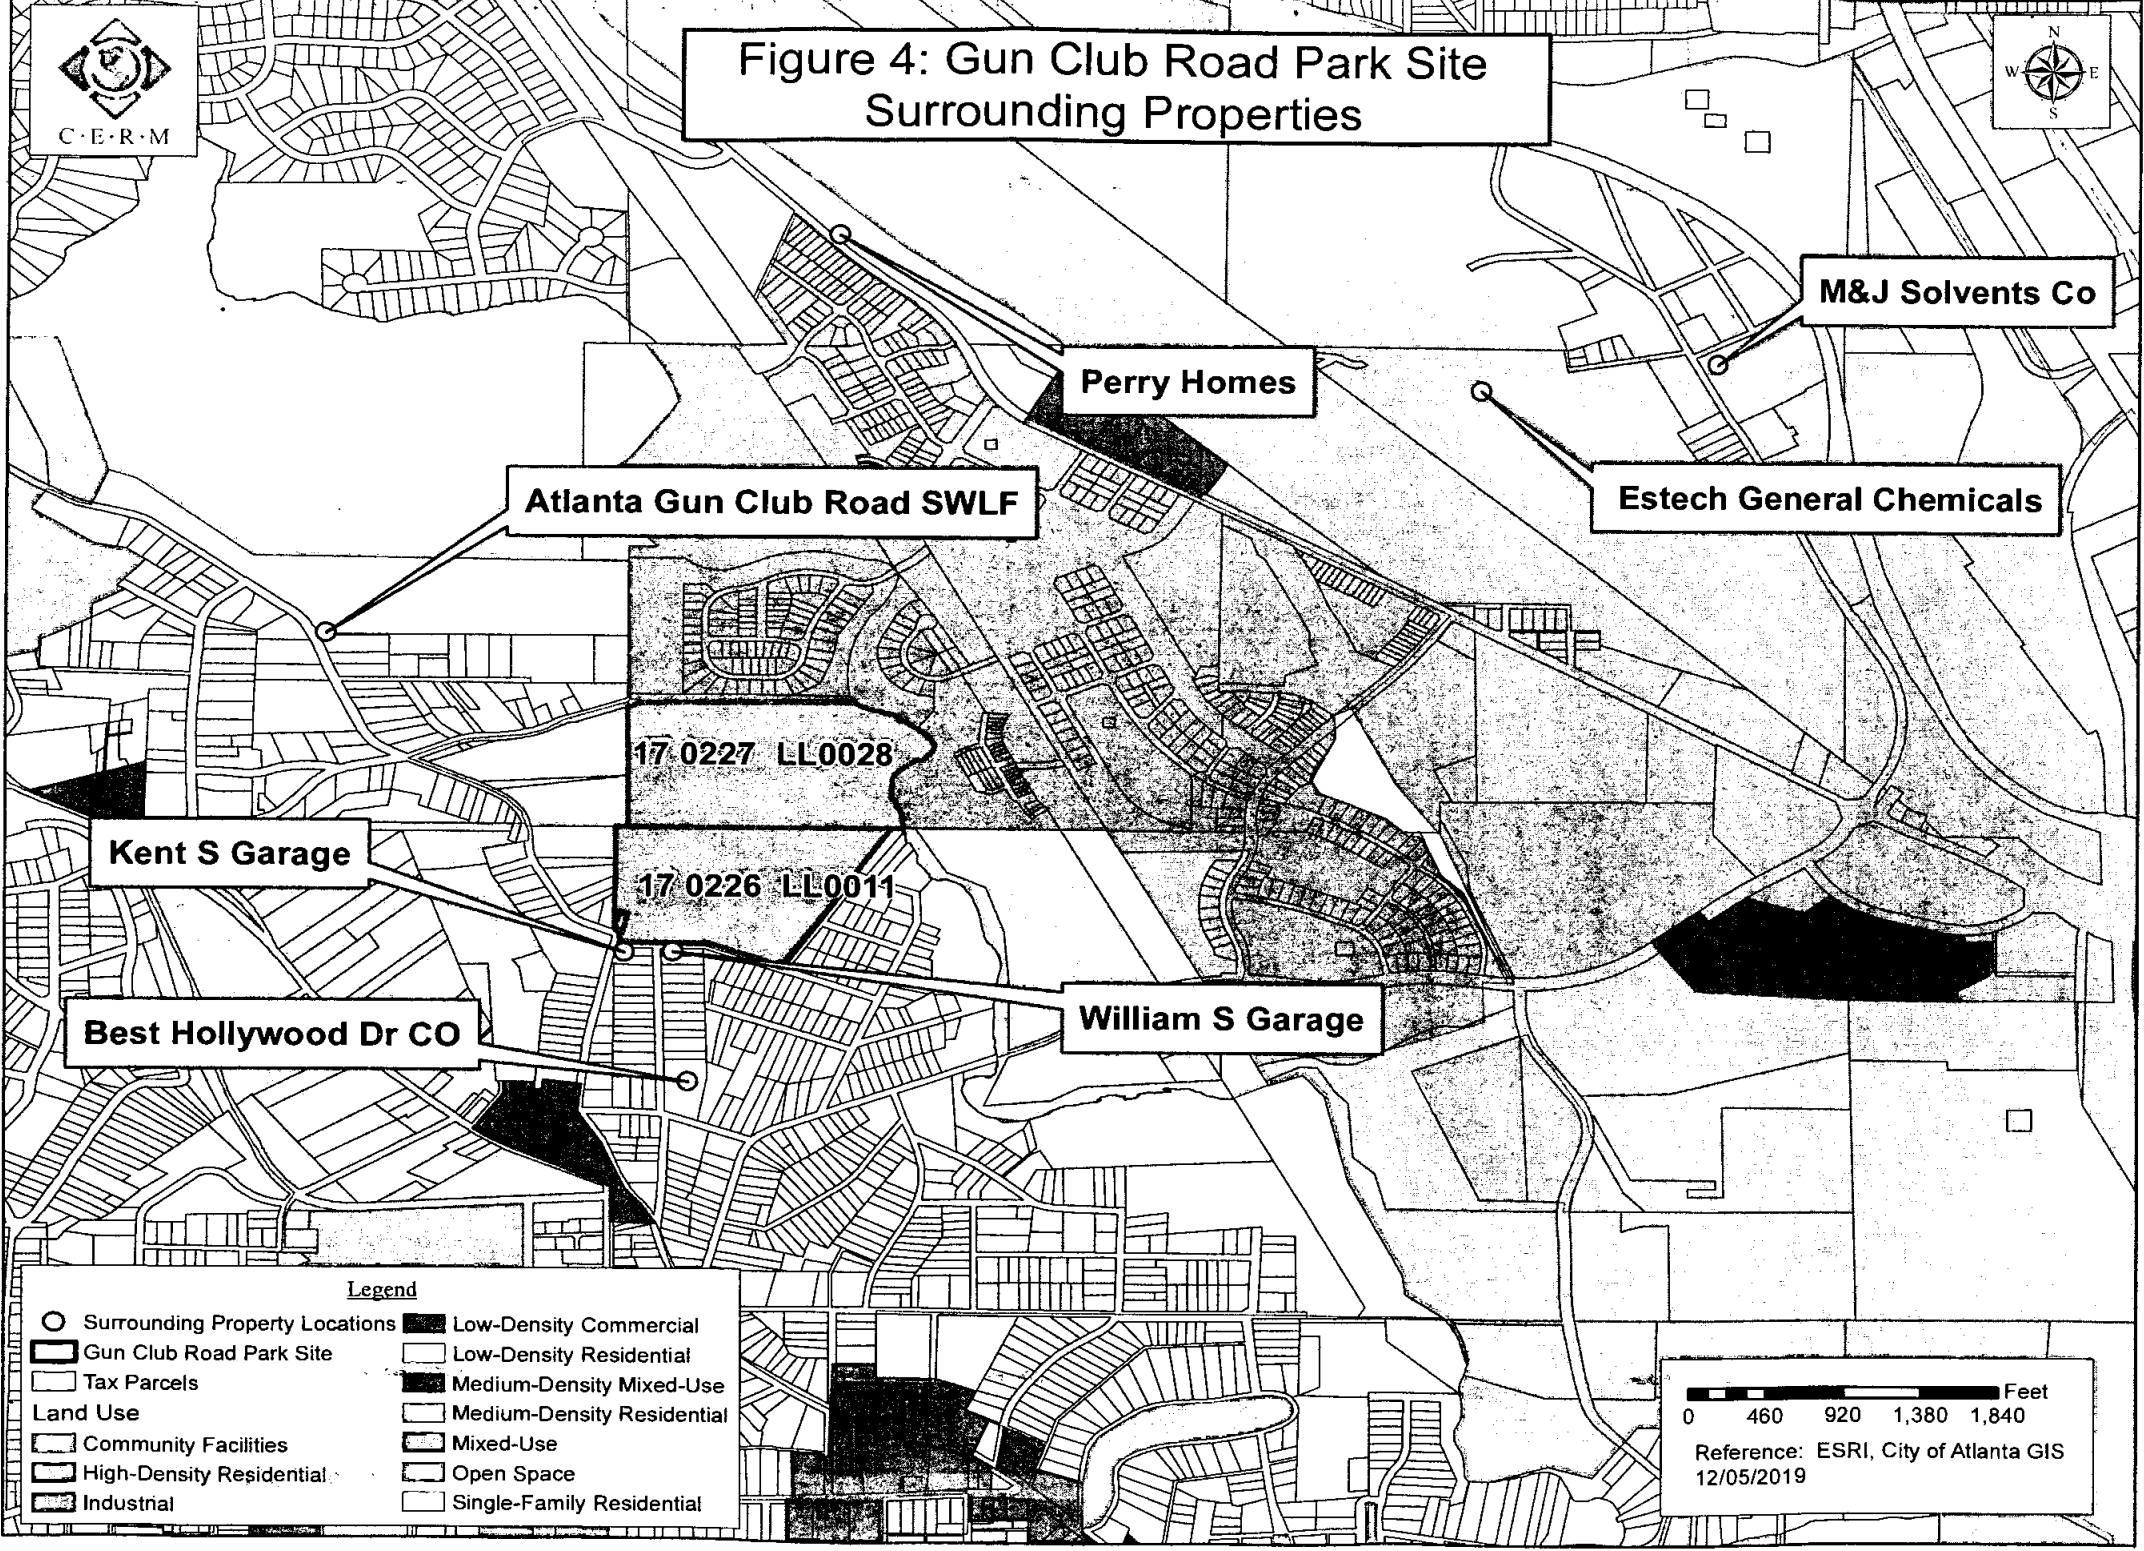 Figure 4: Gun Club Road Park Site
Surrounding Properties
C·E·R·M
N
W
E
S
M&J Solvents Co
Perry Homes
Atlanta Gun Club Road SWLF
Estech General Chemicals
17 0227 LL0028
Kent S Garage
17 0226 LL0011
Best Hollywood Dr CO
William S Garage
Legend
Surrounding Property Locations
Gun Club Road Park Site
Tax Parcels
Land Use
Community Facilities
High-Density Residential
Industrial
Low-Density Commercial
Low-Density Residential
Medium-Density Mixed-Use
Medium-Density Residential
Mixed-Use
Open Space
Single-Family Residential
Feet
0 460 920 1,380 1,840
Reference: ESRI, City of Atlanta GIS
12/05/2019